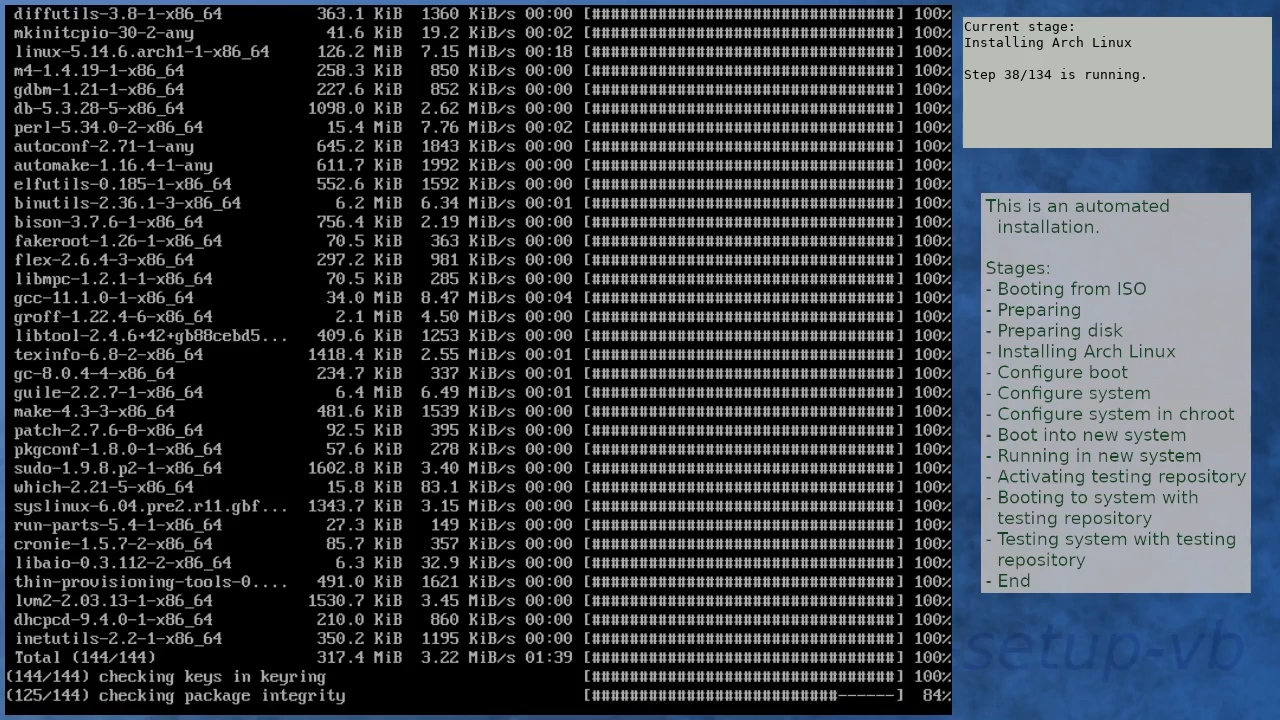 diffutils-3.8-1-x86_64 363.1 KiB 1360 KiB/s 00:00 [################################] 100%
mkinitcpio-30-2-any 41.6 KiB 19.2 KiB/s 00:02 [################################] 100%
linux-5.14.6.arch1-1-x86_64 126.2 MiB 7.15 MiB/s 00:18 [################################] 100%
m4-1.4.19-1-x86_64 258.3 KiB 850 KiB/s 00:00 [################################] 100%
gdbm-1.21-1-x86_64 227.6 KiB 852 KiB/s 00:00 [################################] 100%
db-5.3.28-5-x86_64 1098.0 KiB 2.62 MiB/s 00:00 [################################] 100%
perl-5.34.0-2-x86_64 15.4 MiB 7.76 MiB/s 00:02 [################################] 100%
autoconf-2.71-1-any 645.2 KiB 1843 KiB/s 00:00 [################################] 100%
automake-1.16.4-1-any 611.7 KiB 1992 KiB/s 00:00 [################################] 100%
elfutils-0.185-1-x86_64 552.6 KiB 1592 KiB/s 00:00 [################################] 100%
binutils-2.36.1-3-x86_64 6.2 MiB 6.34 MiB/s 00:01 [################################] 100%
bison-3.7.6-1-x86_64 756.4 KiB 2.19 MiB/s 00:00 [################################] 100%
fakeroot-1.26-1-x86_64 70.5 KiB 363 KiB/s 00:00 [################################] 100%
flex-2.6.4-3-x86_64 297.2 KiB 981 KiB/s 00:00 [################################] 100%
libmpc-1.2.1-1-x86_64 70.5 KiB 285 KiB/s 00:00 [################################] 100%
gcc-11.1.0-1-x86_64 34.0 MiB 8.47 MiB/s 00:04 [################################] 100%
groff-1.22.4-6-x86_64 2.1 MiB 4.50 MiB/s 00:00 [################################] 100%
libtool-2.4.6+42+gb88cebd5... 409.6 KiB 1253 KiB/s 00:00 [################################] 100%
texinfo-6.8-2-x86_64 1418.4 KiB 2.55 MiB/s 00:01 [################################] 100%
gc-8.0.4-4-x86_64 234.7 KiB 337 KiB/s 00:01 [################################] 100%
guile-2.2.7-1-x86_64 6.4 MiB 6.49 MiB/s 00:01 [################################] 100%
make-4.3-3-x86_64 481.6 KiB 1539 KiB/s 00:00 [################################] 100%
patch-2.7.6-8-x86_64 92.5 KiB 395 KiB/s 00:00 [################################] 100%
pkgconf-1.8.0-1-x86_64 57.6 KiB 278 KiB/s 00:00 [################################] 100%
sudo-1.9.8.p2-1-x86_64 1602.8 KiB 3.40 MiB/s 00:00 [################################] 100%
which-2.21-5-x86_64 15.8 KiB 83.1 KiB/s 00:00 [################################] 100%
syslinux-6.04.pre2.r11.gbf... 1343.7 KiB 3.15 MiB/s 00:00 [################################] 100%
run-parts-5.4-1-x86_64 27.3 KiB 149 KiB/s 00:00 [################################] 100%
cronie-1.5.7-2-x86_64 85.7 KiB 357 KiB/s 00:00 [################################] 100%
libaio-0.3.112-2-x86_64 6.3 KiB 32.9 KiB/s 00:00 [################################] 100%
thin-provisioning-tools-0.... 491.0 KiB 1621 KiB/s 00:00 [################################] 100%
lvm2-2.03.13-1-x86_64 1530.7 KiB 3.45 MiB/s 00:00 [################################] 100%
dhcpcd-9.4.0-1-x86_64 210.0 KiB 860 KiB/s 00:00 [################################] 100%
inetutils-2.2-1-x86_64 350.2 KiB 1195 KiB/s 00:00 [################################] 100%
Total (144/144) 317.4 MiB 3.22 MiB/s 01:39 [################################] 100%
(144/144) checking keys in keyring [################################] 100%
(125/144) checking package integrity [##########################------] 84%
Current stage:
Installing Arch Linux
Step 38/134 is running.
This is an automated
installation.
Stages:
- Booting from ISO
- Preparing
- Preparing disk
- Installing Arch Linux
- Configure boot
- Configure system
- Configure system in chroot
- Boot into new system
- Running in new system
- Activating testing repository
- Booting to system with
testing repository
- Testing system with testing
repository
- End
setup-vb